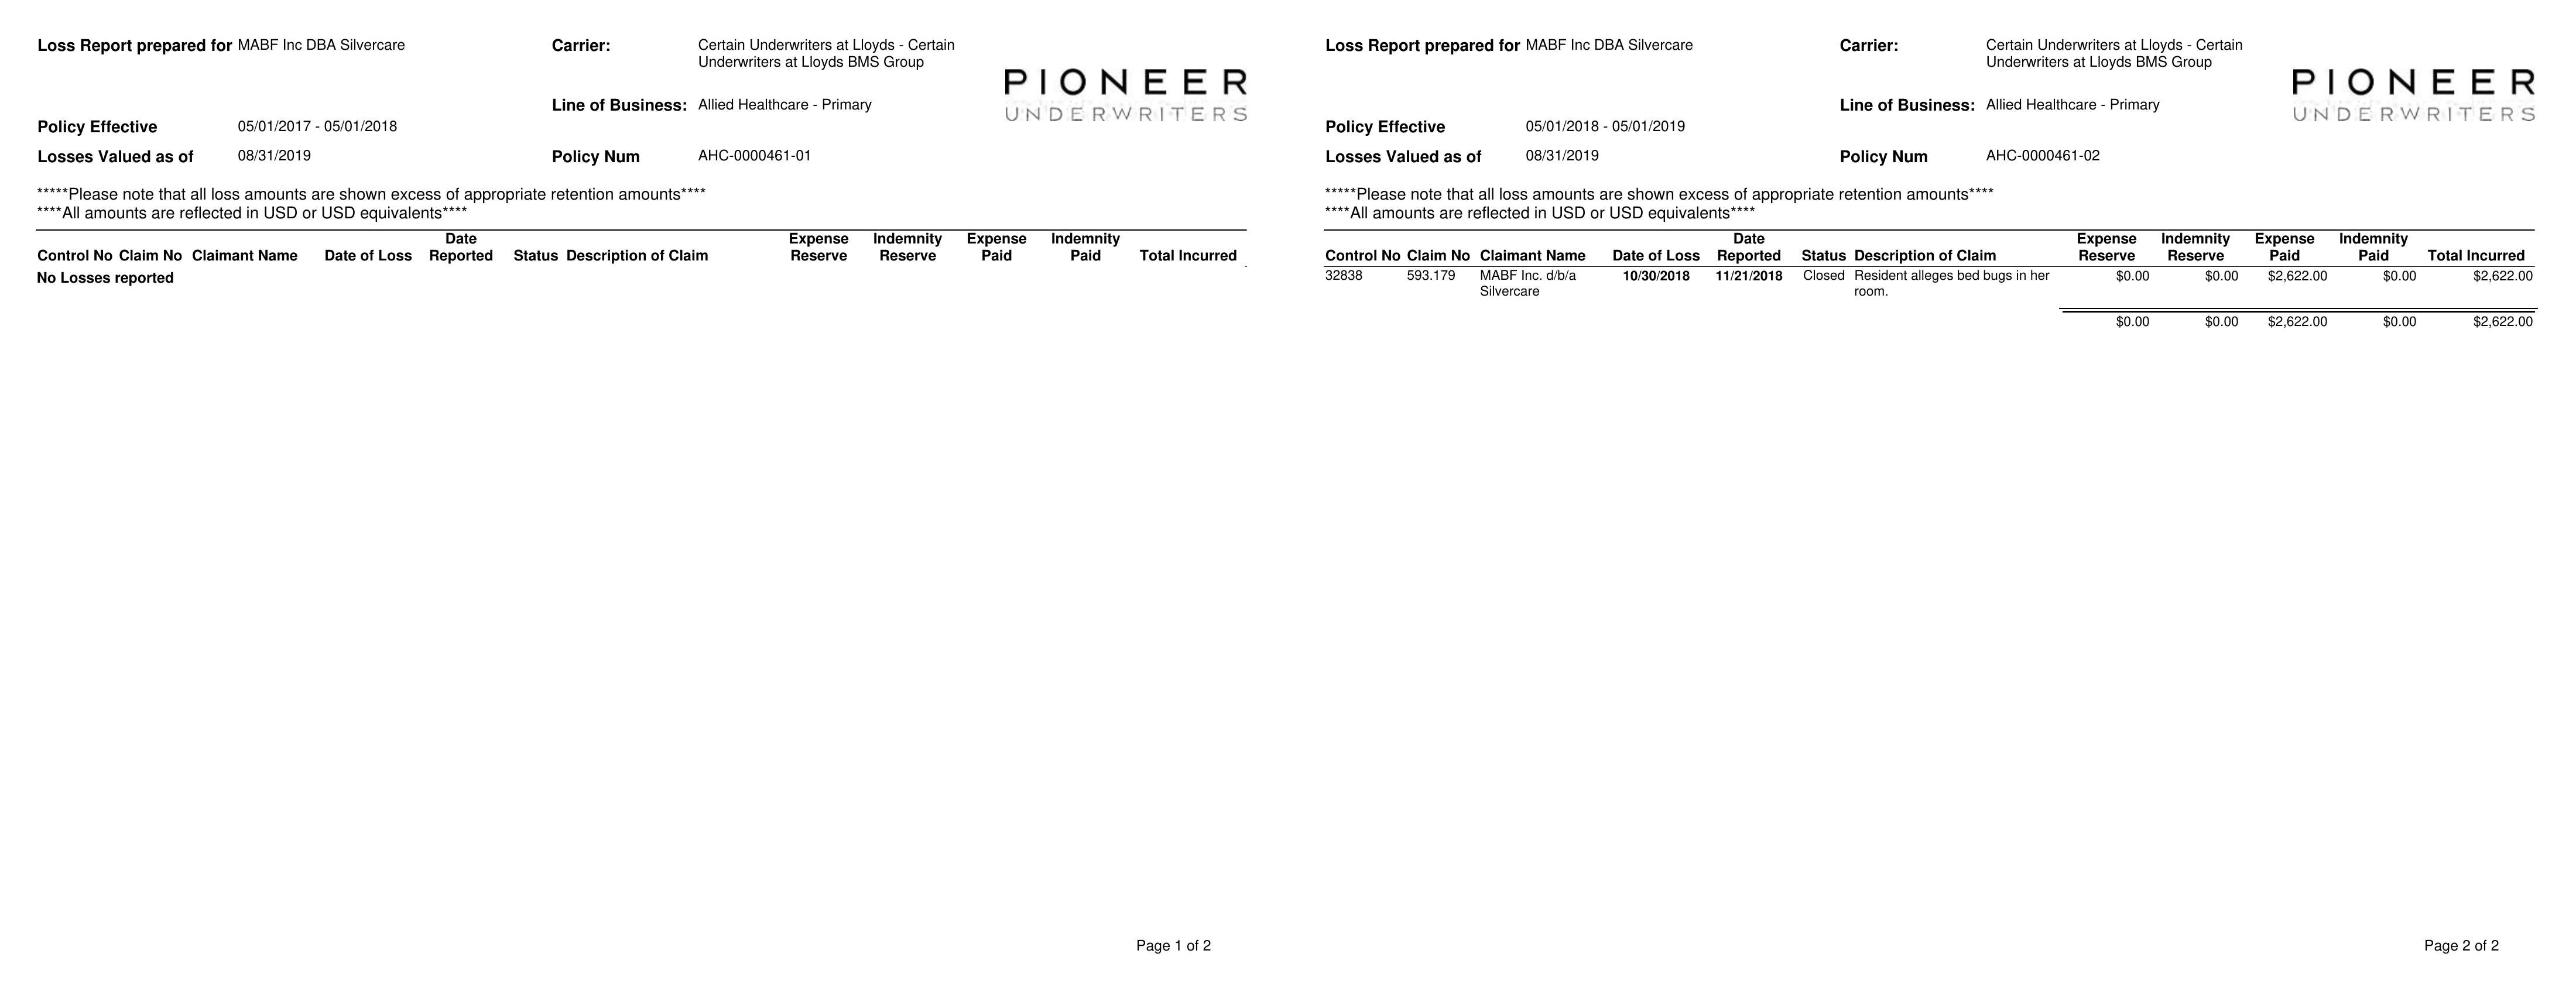 Loss Report prepared for MABF Inc DBA Silvercare
Carrier: Certain Underwriters at Lloyds - Certain
Underwriters at Lloyds BMS Group
PIONEER
UNDERWRITERS
Line of Business: Allied Healthcare - Primary
Policy Effective 05/01/2017 - 05/01/2018
Losses Valued as of 08/31/2019
Policy Num AHC-0000461-01
*****Please note that all loss amounts are shown excess of appropriate retention amounts****
****All amounts are reflected in USD or USD equivalents****
Date Expense Indemnity Expense Indemnity
Control No Claim No Claimant Name Date of Loss Reported Status Description of Claim Reserve Reserve Paid Paid Total Incurred
No Losses reported
Page 1 of 2
Loss Report prepared for MABF Inc DBA Silvercare
Carrier: Certain Underwriters at Lloyds - Certain
Underwriters at Lloyds BMS Group
PIONEER
UNDERWRITERS
Line of Business: Allied Healthcare - Primary
Policy Effective 05/01/2018 - 05/01/2019
Losses Valued as of 08/31/2019
Policy Num AHC-0000461-02
*****Please note that all loss amounts are shown excess of appropriate retention amounts****
****All amounts are reflected in USD or USD equivalents****
Date Expense Indemnity Expense Indemnity
Control No Claim No Claimant Name Date of Loss Reported Status Description of Claim Reserve Reserve Paid Paid Total Incurred
32838 593.179 MABF Inc. d/b/a 10/30/2018 11/21/2018 Closed Resident alleges bed bugs in her $0.00 $0.00 $2,622.00 $0.00 $2,622.00
Silvercare room.
$0.00 $0.00 $2,622.00 $0.00 $2,622.00
Page 2 of 2